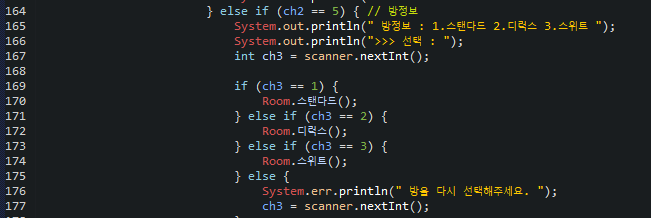 164 } else if (ch2 == 5) { // 방정보
165 System.out.println(" 방정보 : 1.스탠다드 2.디럭스 3.스위트 ");
166 System.out.println(">>> 선택 : ");
167 int ch3 = scanner.nextInt();
168
169 if (ch3 == 1) {
170 Room.스탠다드();
171 } else if (ch3 == 2) {
172 Room.디럭스();
173 } else if (ch3 == 3) {
174 Room.스위트();
175 } else {
176 System.err.println(" 방을 다시 선택해주세요. ");
177 ch3 = scanner.nextInt();